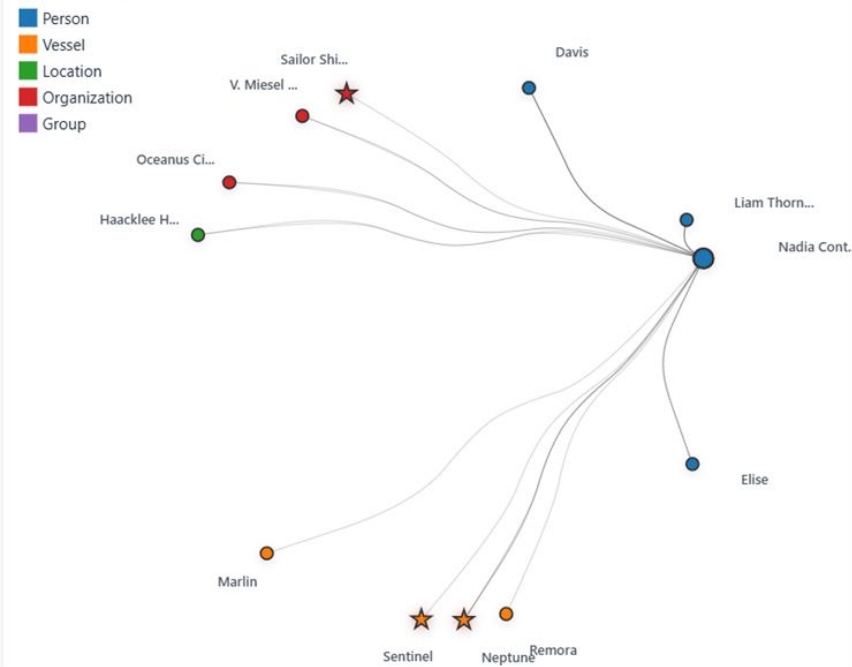 Person
Vessel
Location
Organization
Group
Sailor Shi...
Davis
V. Miesel ...
Oceanus Ci...
Haacklee H...
Liam Thorn...
Nadia Cont..
Elise
Marlin
Sentinel
Neptune
Remora